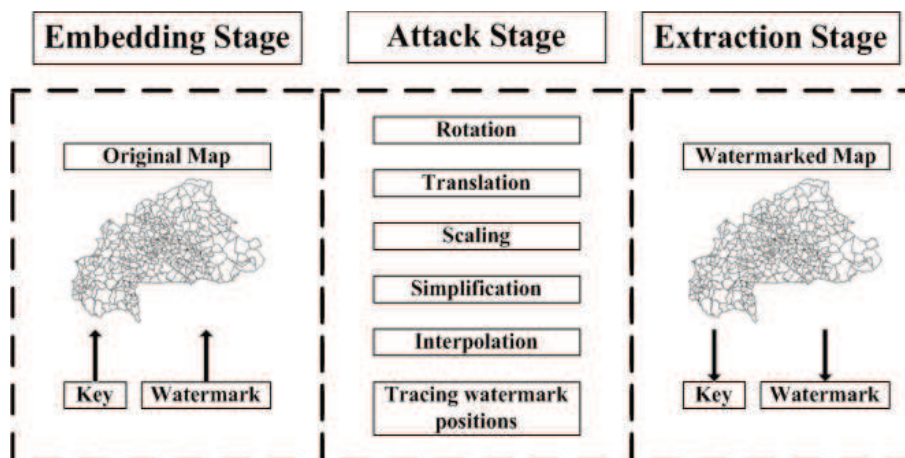 Embedding Stage
Attack Stage
Extraction Stage
Original Map
Key
Watermark
Rotation
Translation
Scaling
Simplification
Interpolation
Tracing watermark
positions
Watermarked Map
Key
Watermark